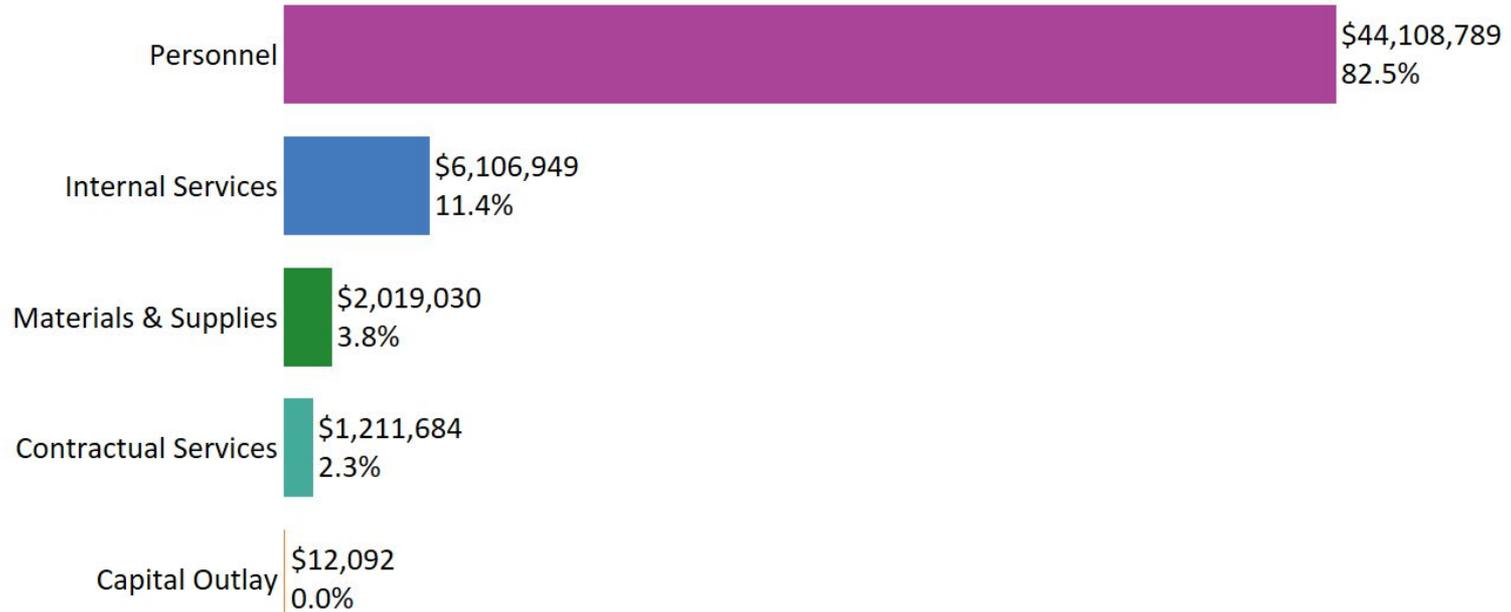 Personnel
$44,108,789
82.5%
Internal Services
$6,106,949
11.4%
Materials & Supplies
$2,019,030
3.8%
Contractual Services
$1,211,684
2.3%
Capital Outlay
$12,092
0.0%